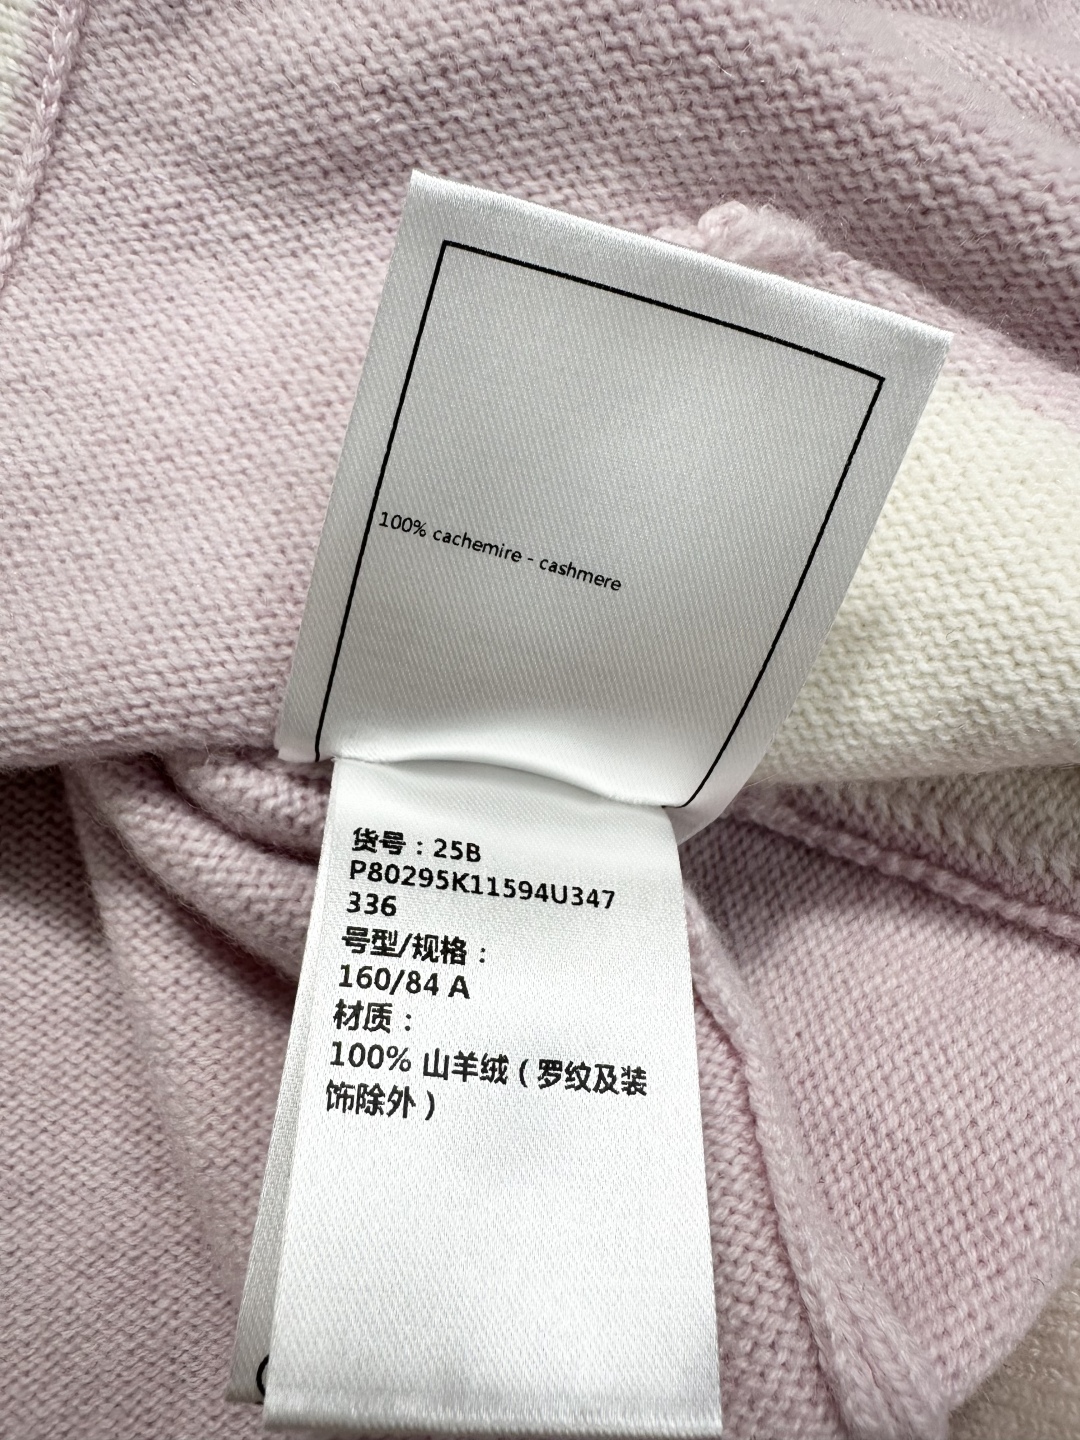 100% cachemire - cashmere
货号：25B
P80295K11594U347
336
号型/规格：
160/84 A
材质：
100% 山羊绒（罗纹及装
饰除外）